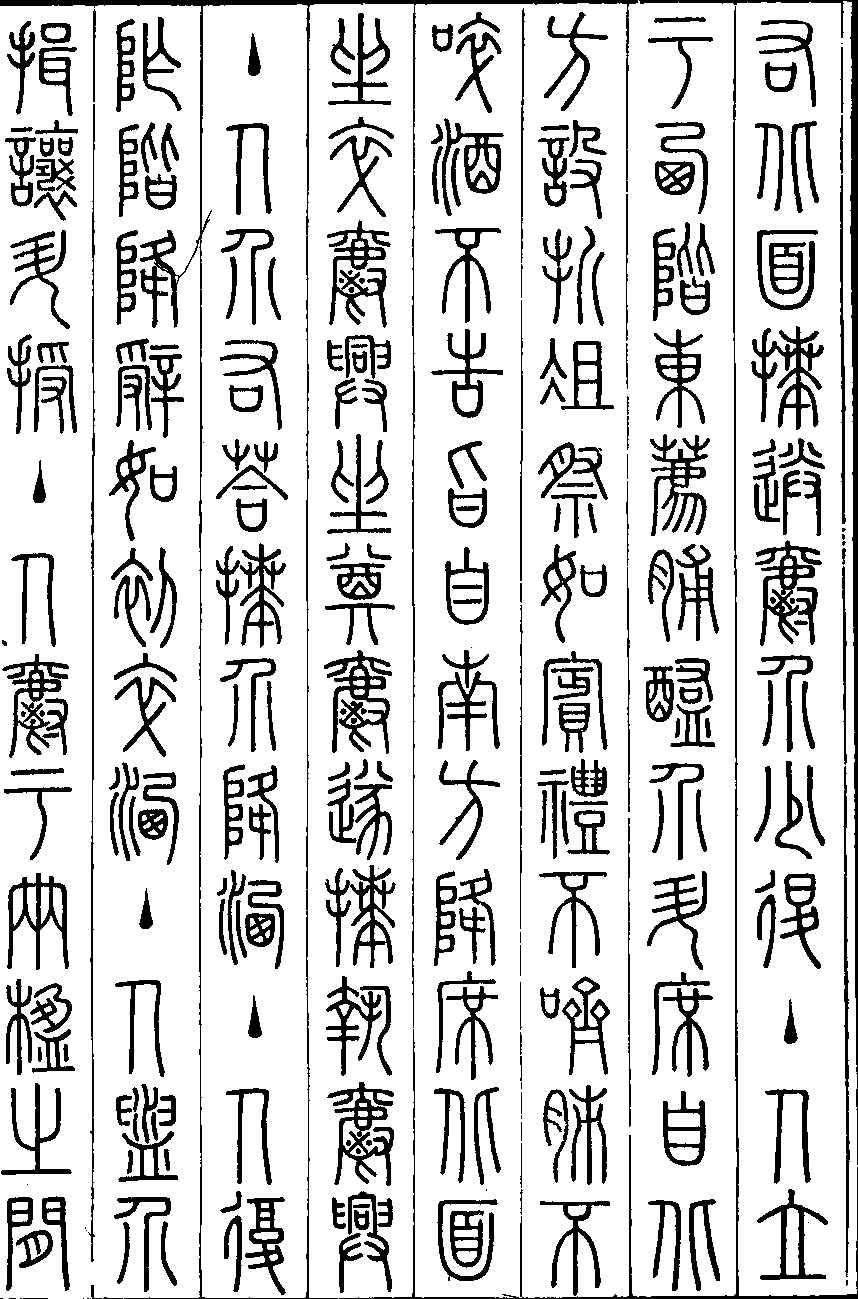 右北面拜送爵介少退主人立
于西階東薦脯醢介升席自北
方設折俎祭如賓禮不嚌肺不
啐酒不告旨自南方降席北面
坐卒爵興坐奠爵遂拜執爵興
主人介右荅拜介降洗主人復
阼階降辭如初卒洗主人盥介
揖讓升授主人爵于兩楹之間